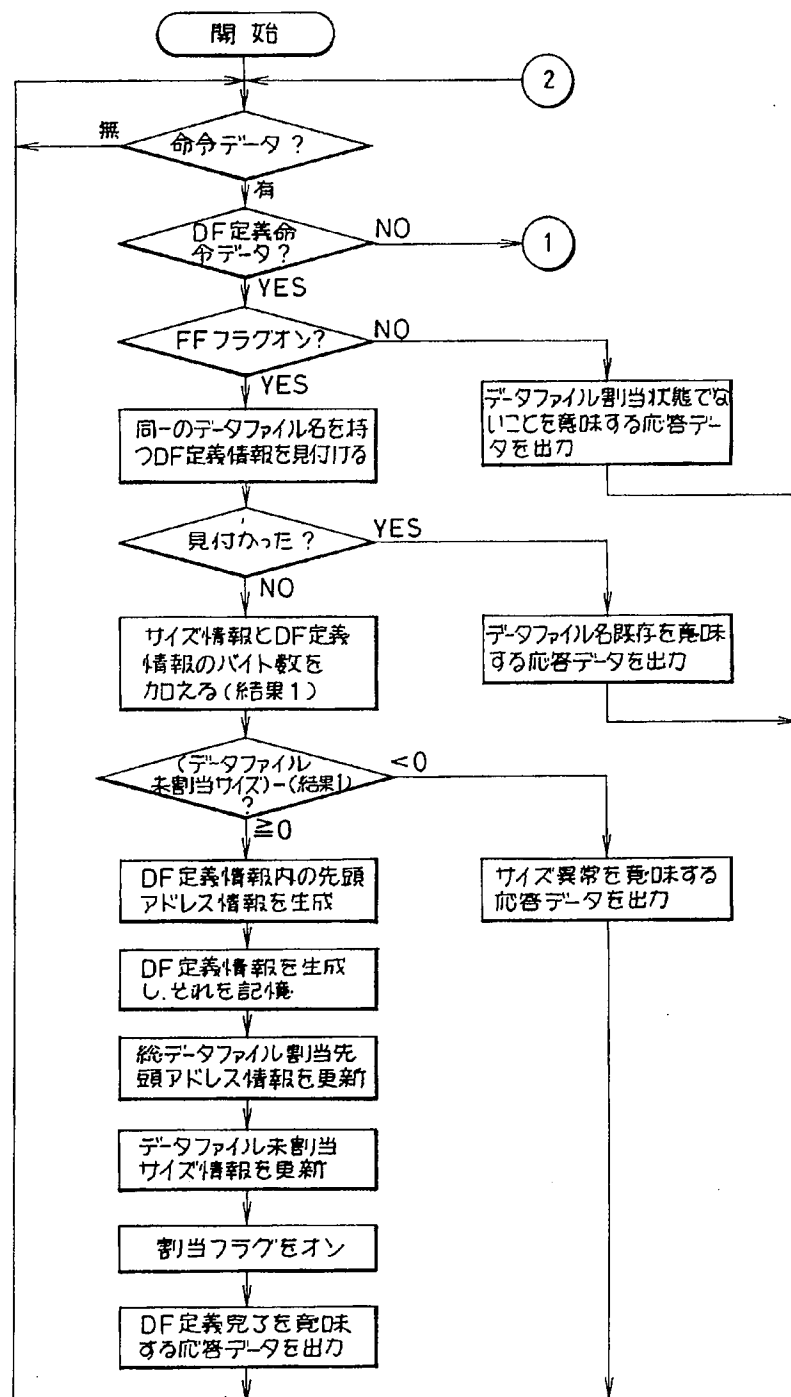 開始
2
無
命令データ?
有
DF定義命
令データ?
NO
1
YES
FFフラグオン?
NO
YES
データファイル割当状態でな
いことを意味する応答デー
タを出力
同一のデータファイル名を持
つDF定義情報を見付ける
見付かった?
YES
NO
サイズ情報とDF定義
情報のバイト数を
加える(結果1)
データファイル名既存を意味
する応答データを出力
(データファイル
未割当サイズ)-(結果1)
?
<0
≧0
DF定義情報内の先頭
アドレス情報を生成
サイズ異常を意味する
応答データを出力
DF定義情報を生成
し、それを記憶
総データファイル割当先
頭アドレス情報を更新
データファイル未割当
サイズ情報を更新
割当フラグをオン
DF定義完了を意味
する応答データを出力